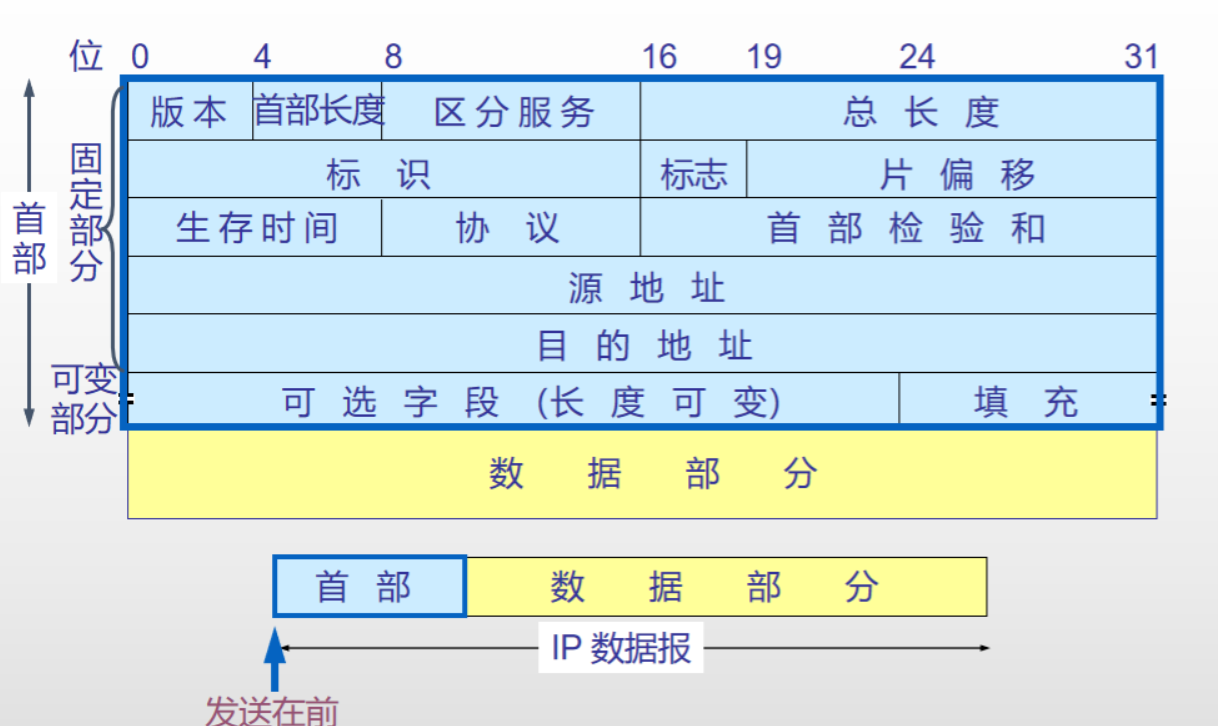 位 0 4 8 16 19 24 31
版本 首部长度 区分服务 总长度
标识 标志 片偏移
生存时间 协议 首部检验和
源地址
目的地址
可选字段 (长度可变) 填充
数据部分
首部
固定部分
可变部分
首部 数据部分
IP 数据报
发送在前